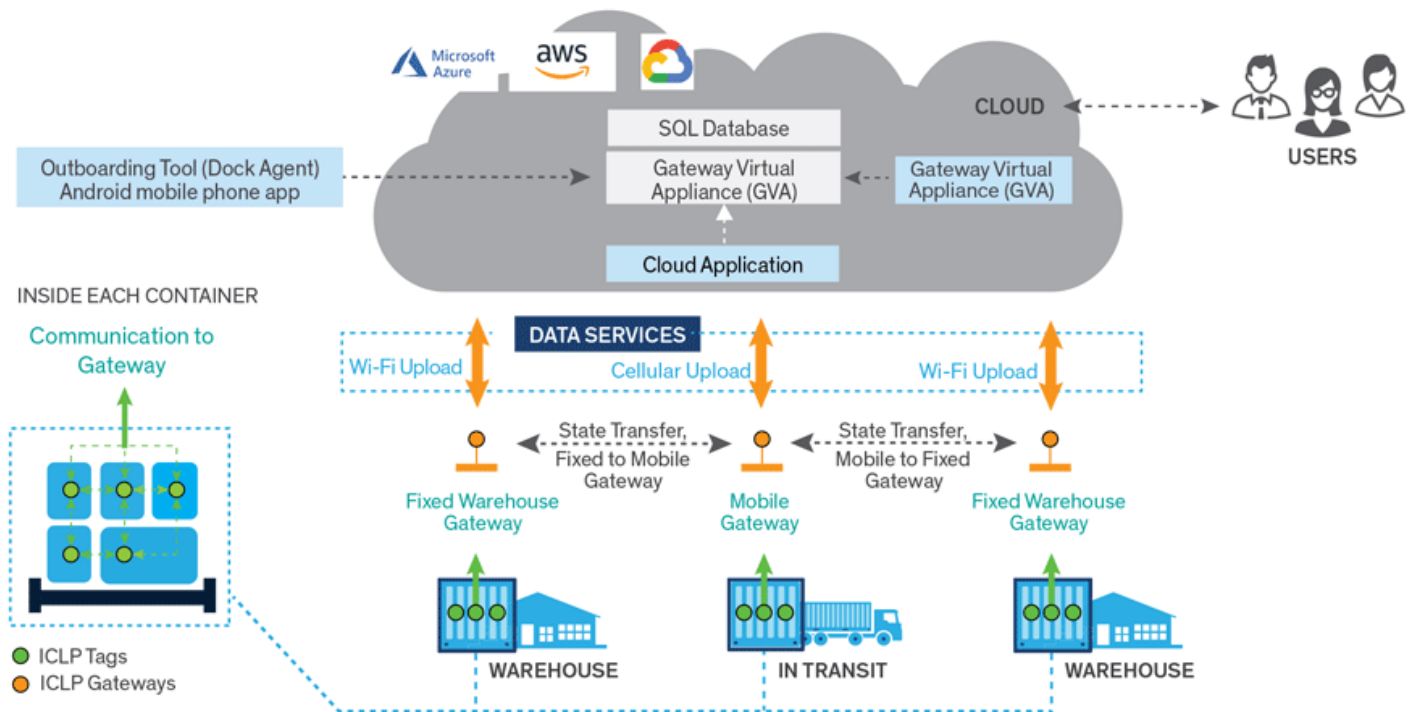 Microsoft
Azure
aws
CLOUD
SQL Database
Outboarding Tool (Dock Agent)
Android mobile phone app
Gateway Virtual
Appliance (GVA)
Gateway Virtual
Appliance (GVA)
USERS
Cloud Application
INSIDE EACH CONTAINER
Communication to
Gateway
DATA SERVICES
Wi-Fi Upload
Cellular Upload
Wi-Fi Upload
State Transfer,
Fixed to Mobile
Gateway
State Transfer,
Mobile to Fixed
Gateway
Fixed Warehouse
Gateway
Mobile
Gateway
Fixed Warehouse
Gateway
ICLP Tags
ICLP Gateways
WAREHOUSE
IN TRANSIT
WAREHOUSE